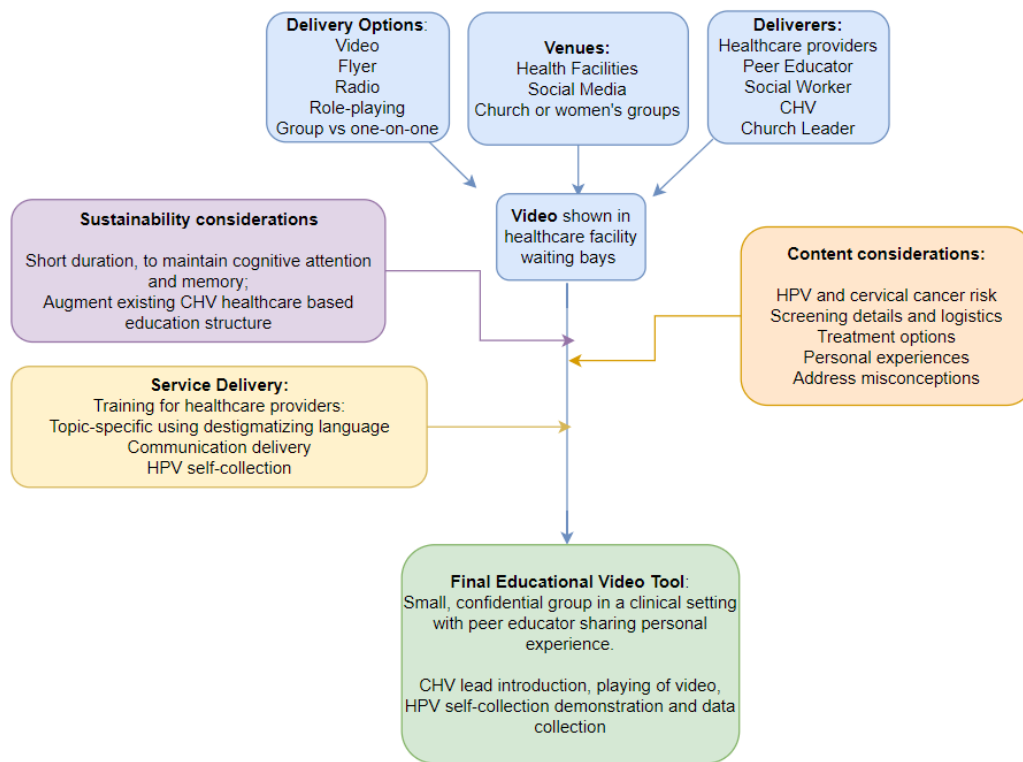 Delivery Options:
Video
Flyer
Radio
Role-playing
Group vs one-on-one
Venues:
Health Facilities
Social Media
Church or women's groups
Deliverers:
Healthcare providers
Peer Educator
Social Worker
CHV
Church Leader
Video shown in
healthcare facility
waiting bays
Sustainability considerations
Short duration, to maintain cognitive attention
and memory;
Augment existing CHV healthcare based
education structure
Content considerations:
HPV and cervical cancer risk
Screening details and logistics
Treatment options
Personal experiences
Address misconceptions
Service Delivery:
Training for healthcare providers:
Topic-specific using destigmatizing language
Communication delivery
HPV self-collection
Final Educational Video Tool:
Small, confidential group in a clinical setting
with peer educator sharing personal
experience.
CHV lead introduction, playing of video,
HPV self-collection demonstration and data
collection